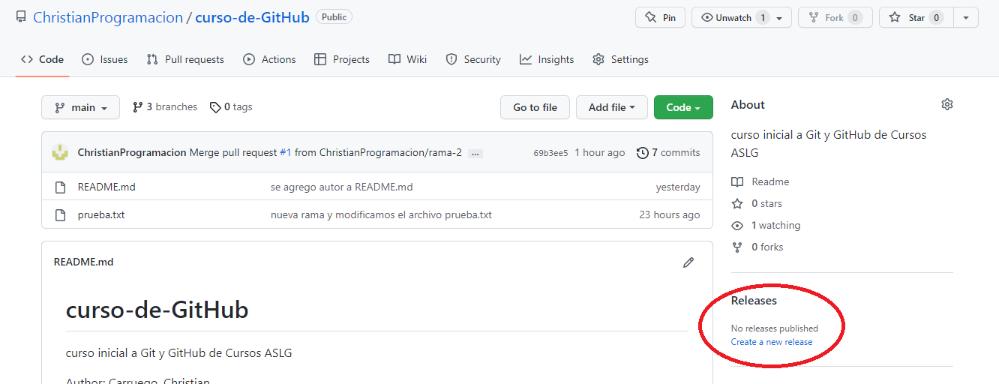 ChristianProgramacion / curso-de-GitHub Public Pin Unwatch 1 Fork 0 Star 0
Code Issues Pull requests Actions Projects Wiki Security Insights Settings
main 3 branches 0 tags Go to file Add file Code
ChristianProgramacion Merge pull request #1 from ChristianProgramacion/rama-2 ... 69b3ee5 1 hour ago 7 commits
README.md se agrego autor a README.md yesterday
prueba.txt nueva rama y modificamos el archivo prueba.txt 23 hours ago
README.md
curso-de-GitHub
curso inicial a Git y GitHub de Cursos ASLG
Author: Carruego, Christian
About
curso inicial a Git y GitHub de Cursos
ASLG
Readme
0 stars
1 watching
0 forks
Releases
No releases published
Create a new release